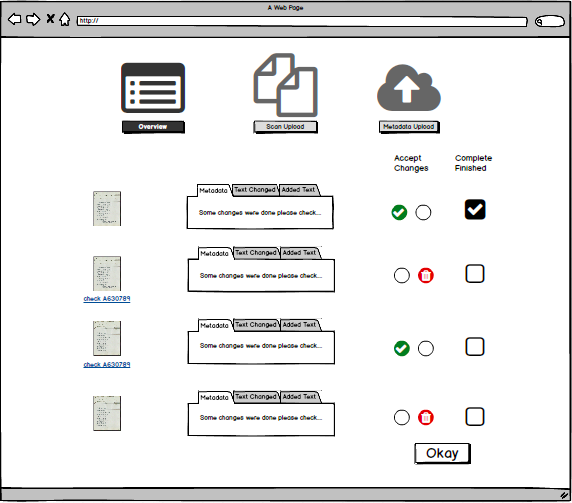 A Web Page
http://
Overview
Scan Upload
Metadata Upload
Accept Changes
Complete Finished
Metadata Text Changed Added Text
Some changes were done please check...
Metadata Text Changed Added Text
Some changes were done please check...
check A630789
Metadata Text Changed Added Text
Some changes were done please check...
check A630789
Metadata Text Changed Added Text
Some changes were done please check...
Okay